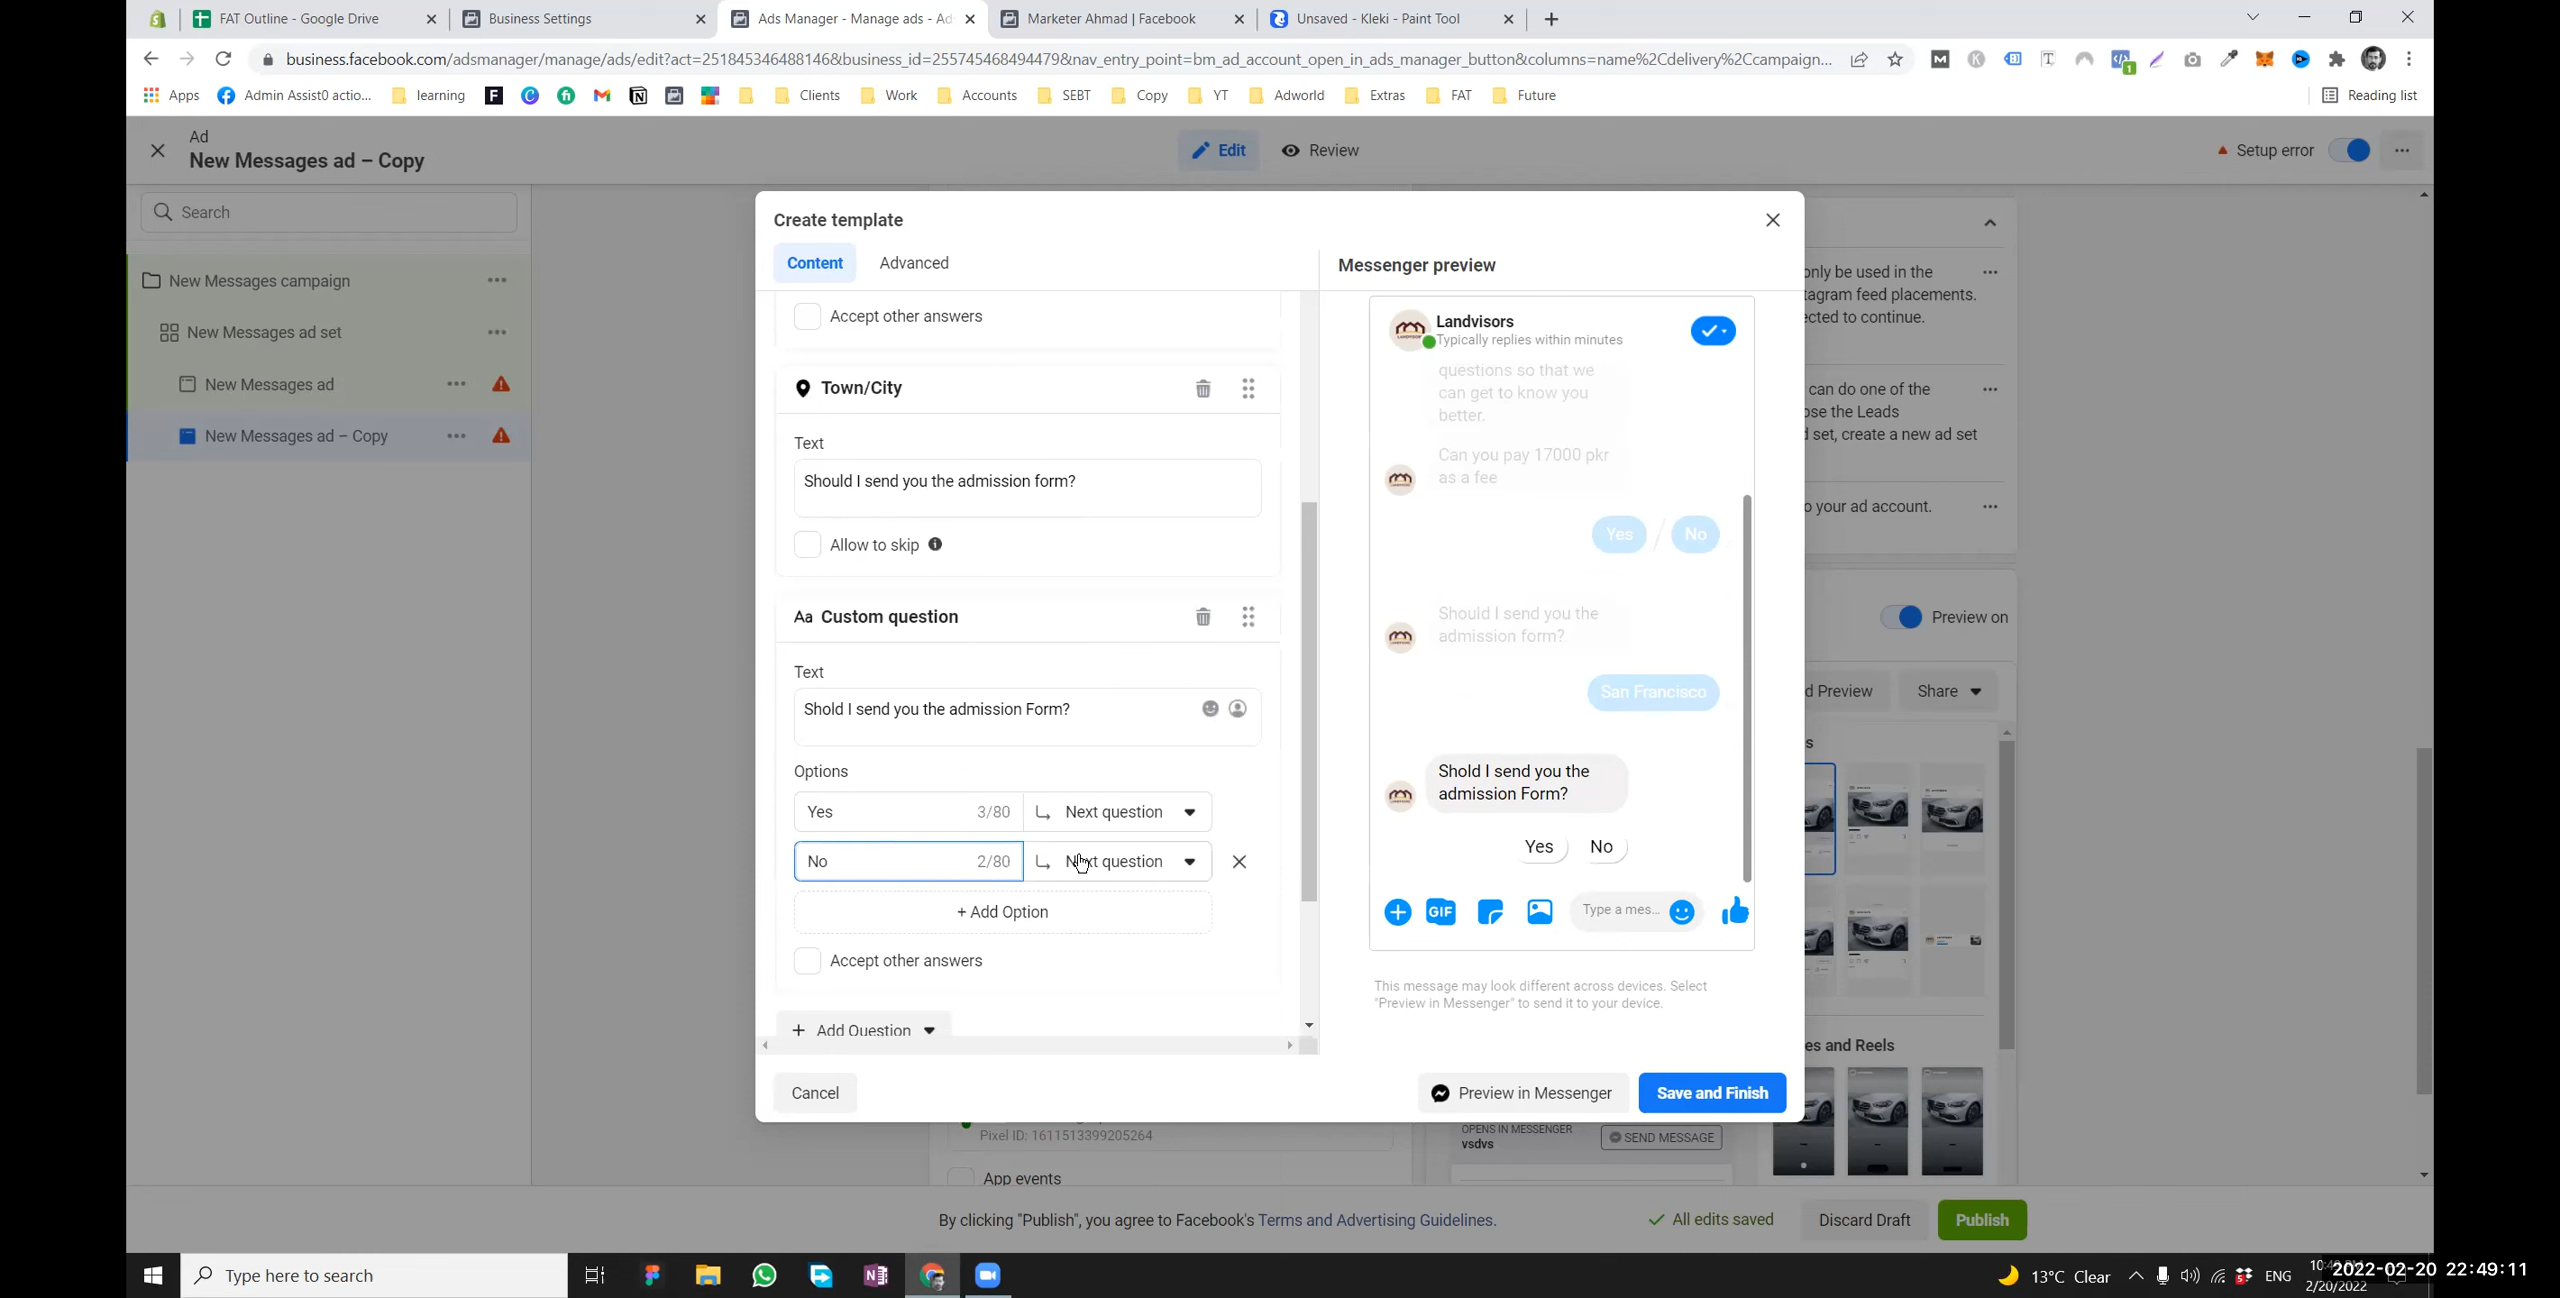 FAT Outline - Google Drive
Business Settings
Ads Manager - Manage ads - Ad
Marketer Ahmad | Facebook
Unsaved - Kleki - Paint Tool
business.facebook.com/adsmanager/manage/ads/edit?act=251845346488146&business_id=255745468494479&nav_entry_point=bm_ad_account_open_in_ads_manager_button&columns=name%2Cdelivery%2Ccampaign...
Apps
Admin Assist0 actio...
learning
Clients
Work
Accounts
SEBT
Copy
YT
Adworld
Extras
FAT
Future
Reading list
Ad
New Messages ad – Copy
Edit
Review
Setup error
Search
New Messages campaign
New Messages ad set
New Messages ad
New Messages ad – Copy
Create template
Content
Advanced
Accept other answers
Town/City
Text
Should I send you the admission form?
Allow to skip
Aa Custom question
Text
Shold I send you the admission Form?
Options
Yes 3/80 Next question
No 2/80 Next question
+ Add Option
Accept other answers
+ Add Question
Cancel
Messenger preview
Landvisors
Typically replies within minutes
questions so that we
can get to know you
better.
Can you pay 17000 pkr
as a fee
Yes / No
Should I send you the
admission form?
San Francisco
Shold I send you the
admission Form?
Yes No
GIF
Type a mes...
This message may look different across devices. Select
"Preview in Messenger" to send it to your device.
Preview in Messenger
Save and Finish
only be used in the
tagram feed placements.
ected to continue.
can do one of the
ose the Leads
d set, create a new ad set
o your ad account.
Preview on
d Preview
Share
s
es and Reels
Pixel ID: 1611513399205264
App events
OPENS IN MESSENGER
vsdvs
SEND MESSAGE
By clicking "Publish", you agree to Facebook's Terms and Advertising Guidelines.
All edits saved
Discard Draft
Publish
Type here to search
13°C Clear
ENG
2/20/2022
2022-02-20 22:49:11